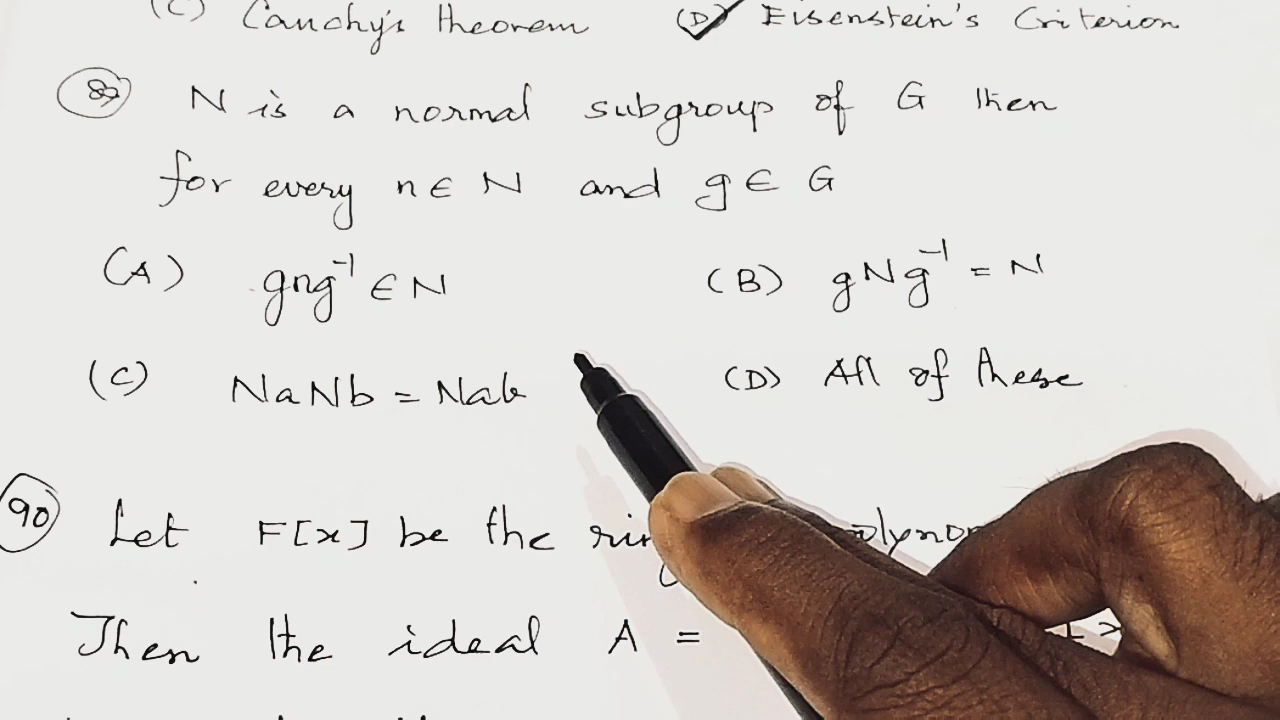 (C) Cauchy's theorem (D) Eisenstein's Criterion
89 N is a normal subgroup of G then
for every n ∈ N and g ∈ G
(A) gng⁻¹ ∈ N (B) gNg⁻¹ = N
(C) NaNb = Nab (D) All of these
90 Let F[x] be the
Then the ideal A =